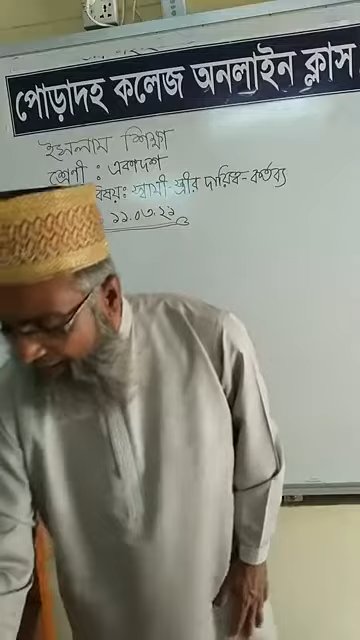 পোড়াদহ কলেজ অনলাইন ক্লাস
ইসলাম শিক্ষা
শ্রেণী : একাদশ
বিষয়ঃ স্বামী-স্ত্রীর দায়িত্ব-কর্তব্য
১১.০৩.২১